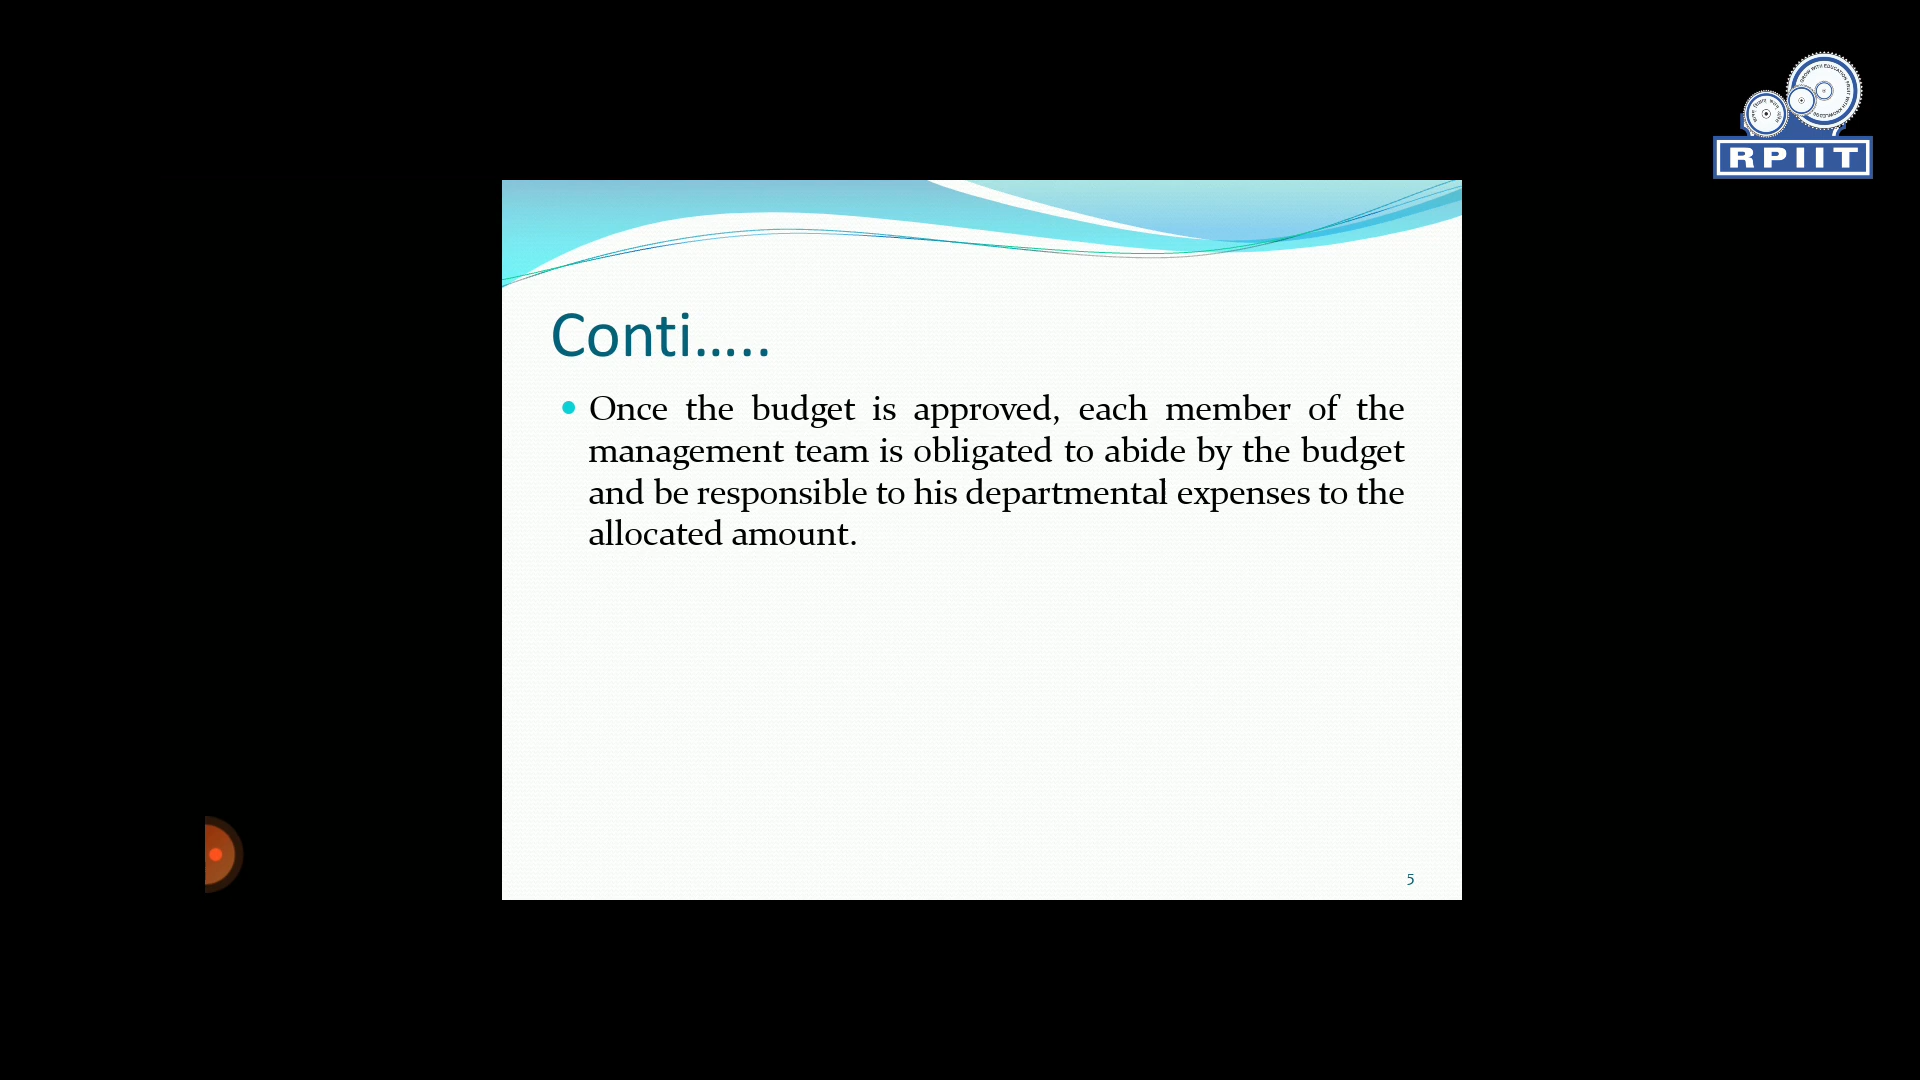 RPIIT
Conti.....
Once the budget is approved, each member of the
management team is obligated to abide by the budget
and be responsible to his departmental expenses to the
allocated amount.
5